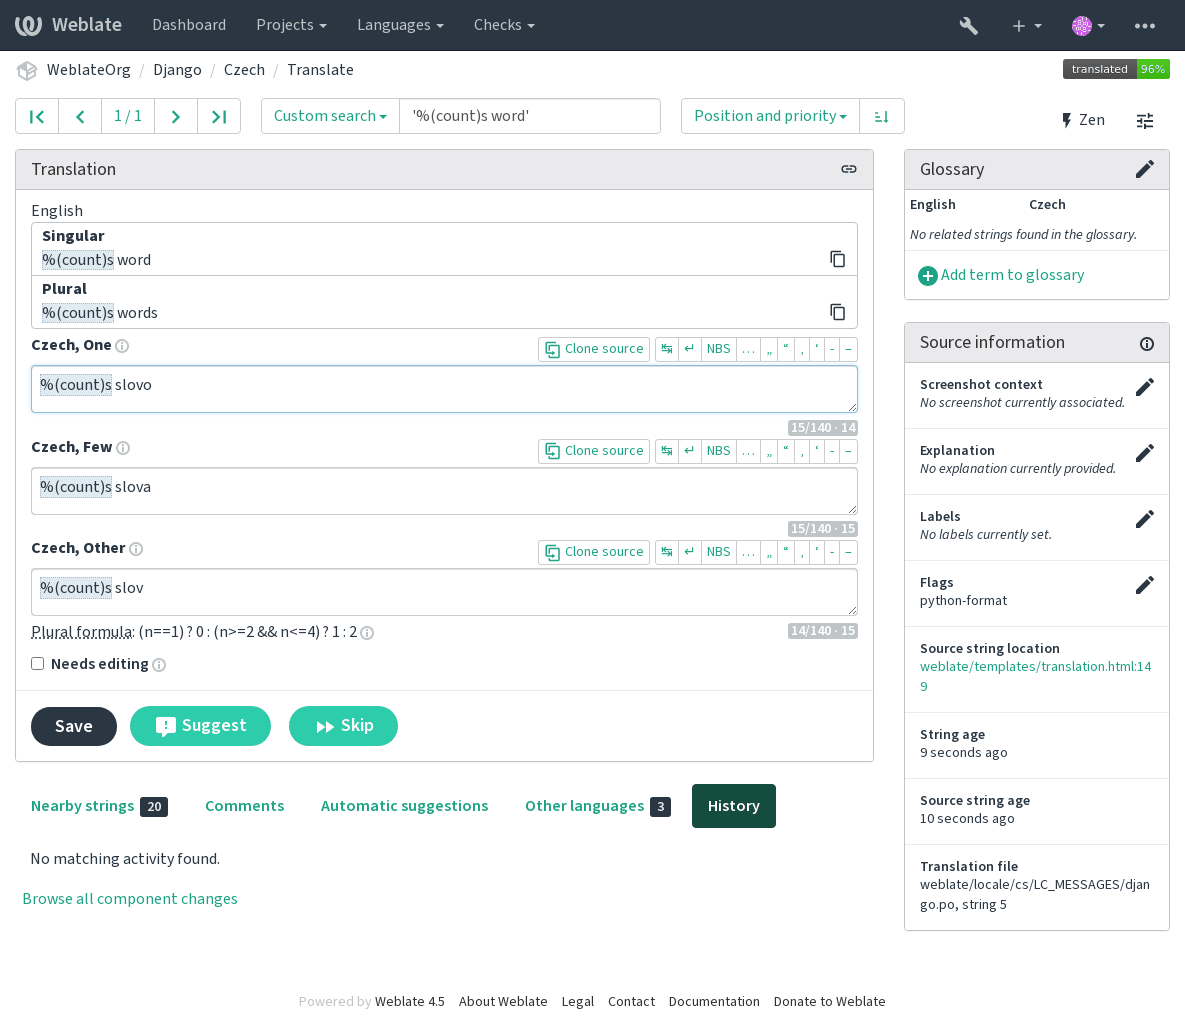 Weblate Dashboard Projects Languages Checks
WeblateOrg / Django / Czech / Translate
translated 96%
1 / 1
Custom search
'%(count)s word'
Position and priority
Zen
Translation
English
Singular
%(count)s word
Plural
%(count)s words
Czech, One
Clone source ↹ ↵ NBS … „ “ ‚ ‘ - –
%(count)s slovo
15/140 · 14
Czech, Few
Clone source ↹ ↵ NBS … „ “ ‚ ‘ - –
%(count)s slova
15/140 · 15
Czech, Other
Clone source ↹ ↵ NBS … „ “ ‚ ‘ - –
%(count)s slov
14/140 · 15
Plural formula: (n==1) ? 0 : (n>=2 && n<=4) ? 1 : 2
Needs editing
Save Suggest Skip
Nearby strings 20 Comments Automatic suggestions Other languages 3 History
No matching activity found.
Browse all component changes
Glossary
English Czech
No related strings found in the glossary.
Add term to glossary
Source information
Screenshot context
No screenshot currently associated.
Explanation
No explanation currently provided.
Labels
No labels currently set.
Flags
python-format
Source string location
weblate/templates/translation.html:14
9
String age
9 seconds ago
Source string age
10 seconds ago
Translation file
weblate/locale/cs/LC_MESSAGES/djan
go.po, string 5
Powered by Weblate 4.5 About Weblate Legal Contact Documentation Donate to Weblate